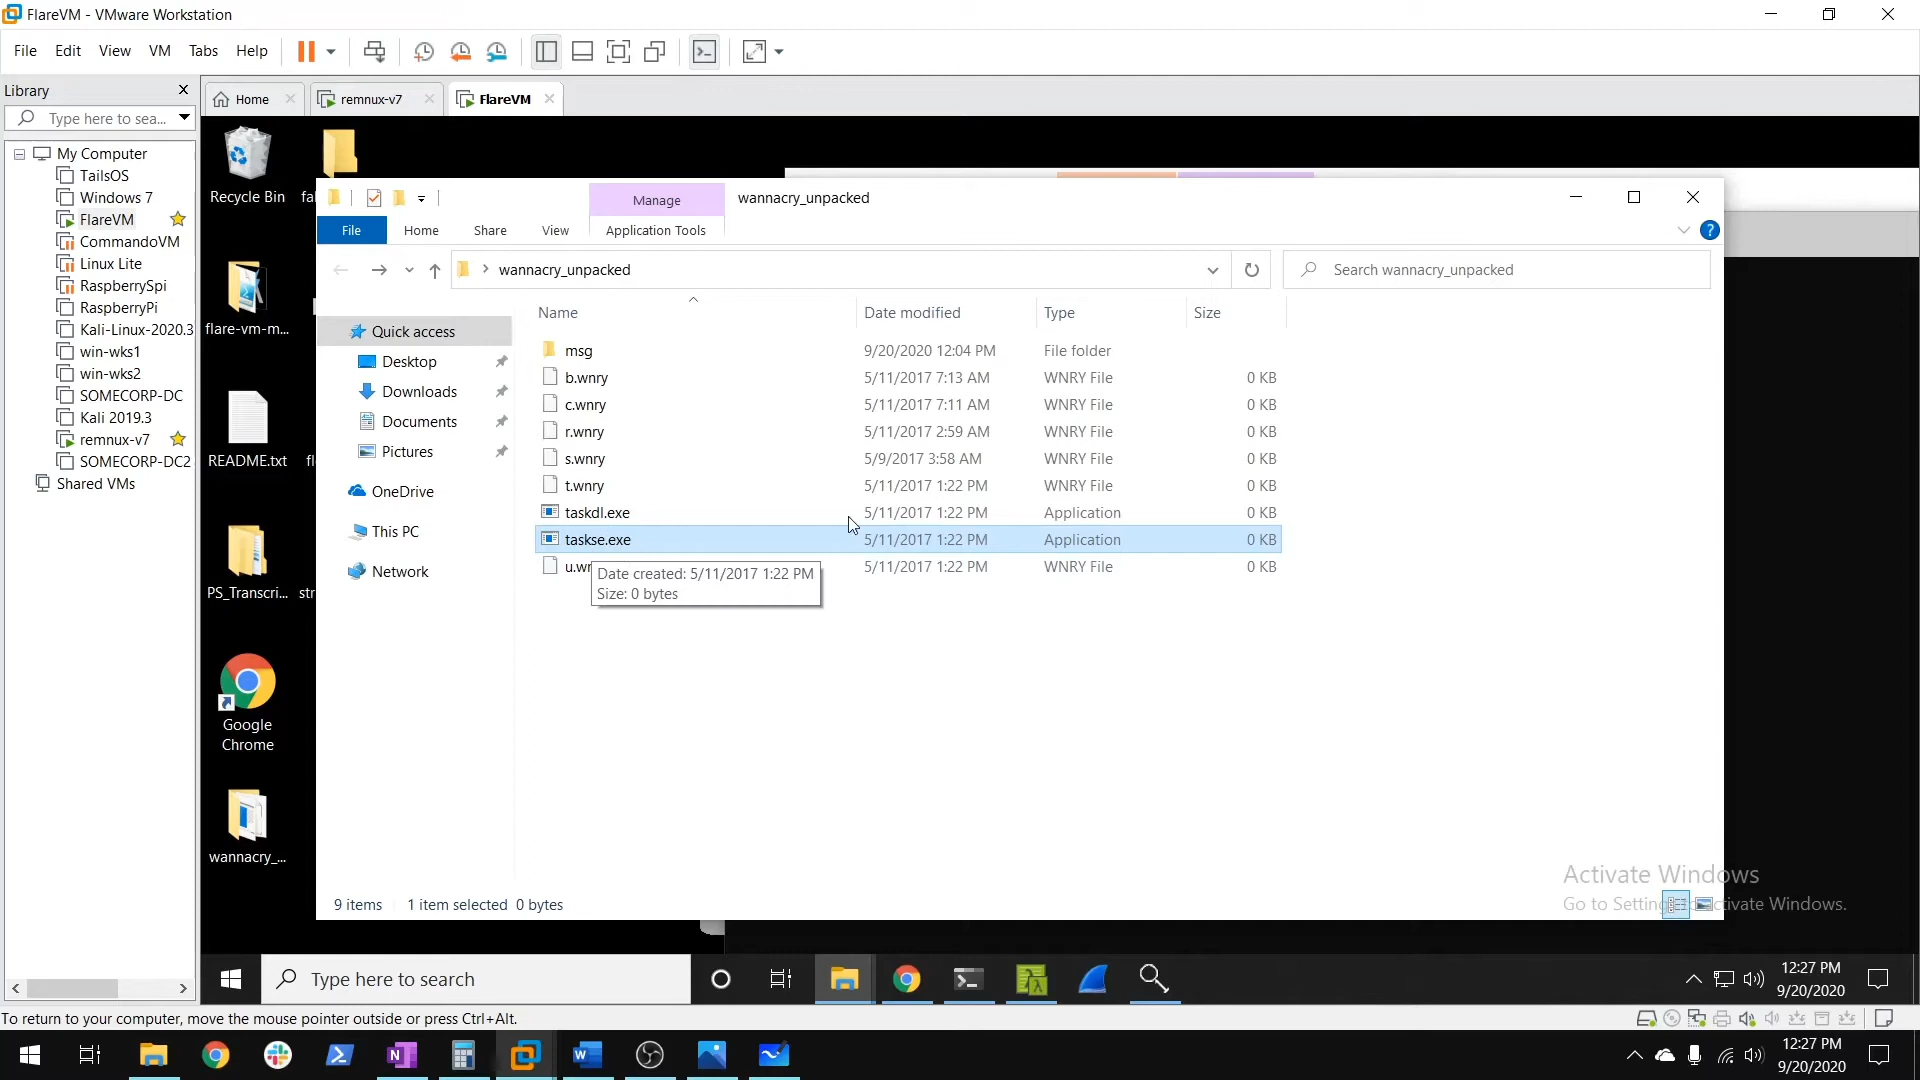 FlareVM - VMware Workstation
File Edit View VM Tabs Help
Library
Type here to sea...
My Computer
TailsOS
Windows 7
FlareVM
CommandoVM
Linux Lite
RaspberrySpi
RaspberryPi
Kali-Linux-2020.3
win-wks1
win-wks2
SOMECORP-DC
Kali 2019.3
remnux-v7
SOMECORP-DC2
Shared VMs
Home remnux-v7 FlareVM
Recycle Bin
flare-vm-m...
README.txt
PS_Transcri...
Google
Chrome
wannacry_...
Manage wannacry_unpacked
File Home Share View Application Tools
wannacry_unpacked
Search wannacry_unpacked
Quick access
Desktop
Downloads
Documents
Pictures
OneDrive
This PC
Network
Name Date modified Type Size
msg 9/20/2020 12:04 PM File folder
b.wnry 5/11/2017 7:13 AM WNRY File 0 KB
c.wnry 5/11/2017 7:11 AM WNRY File 0 KB
r.wnry 5/11/2017 2:59 AM WNRY File 0 KB
s.wnry 5/9/2017 3:58 AM WNRY File 0 KB
t.wnry 5/11/2017 1:22 PM WNRY File 0 KB
taskdl.exe 5/11/2017 1:22 PM Application 0 KB
taskse.exe 5/11/2017 1:22 PM Application 0 KB
u.wn 5/11/2017 1:22 PM WNRY File 0 KB
Date created: 5/11/2017 1:22 PM
Size: 0 bytes
9 items 1 item selected 0 bytes
Activate Windows
Go to Setting activate Windows.
Type here to search
12:27 PM
9/20/2020
To return to your computer, move the mouse pointer outside or press Ctrl+Alt.
12:27 PM
9/20/2020